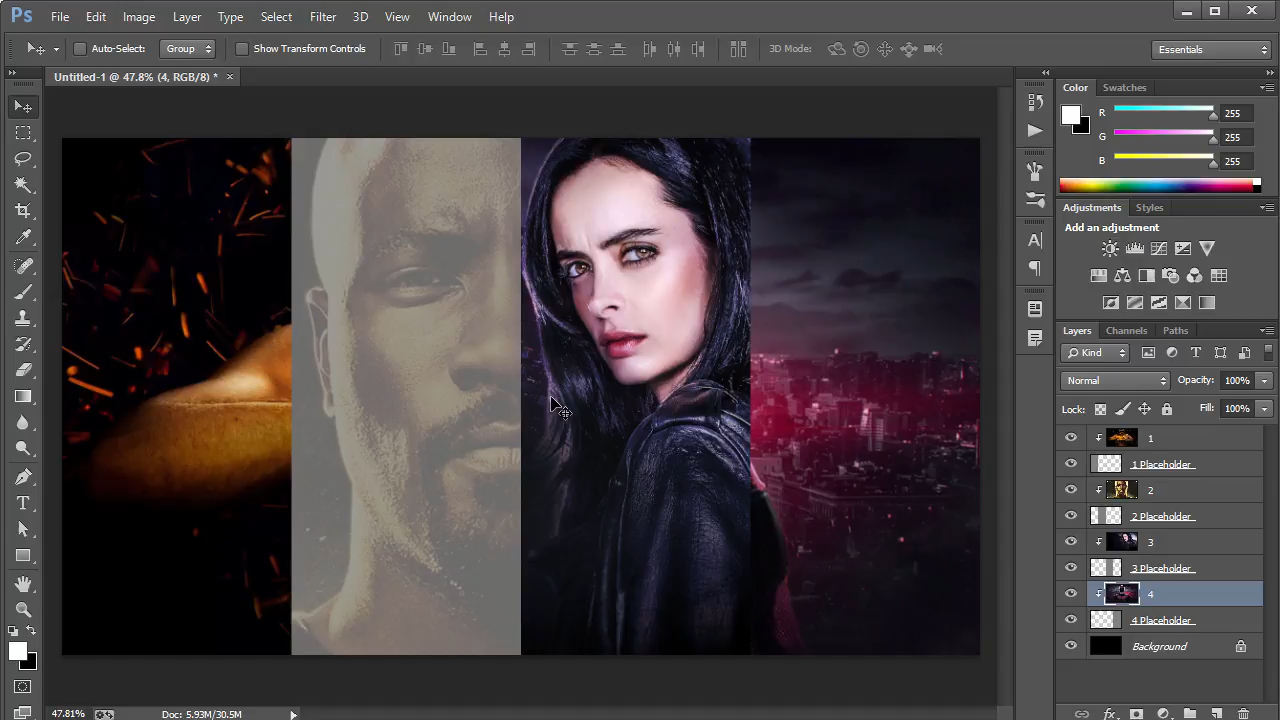 Ps File Edit Image Layer Type Select Filter 3D View Window Help
Auto-Select: Group Show Transform Controls 3D Mode: Essentials
Untitled-1 @ 47.8% (4, RGB/8) * ×
Color Swatches
R 255
G 255
B 255
Adjustments Styles
Add an adjustment
Layers Channels Paths
Kind
Normal Opacity: 100%
Lock: Fill: 100%
1
1 Placeholder
2
2 Placeholder
3
3 Placeholder
4
4 Placeholder
Background
47.81% Doc: 5.93M/30.5M